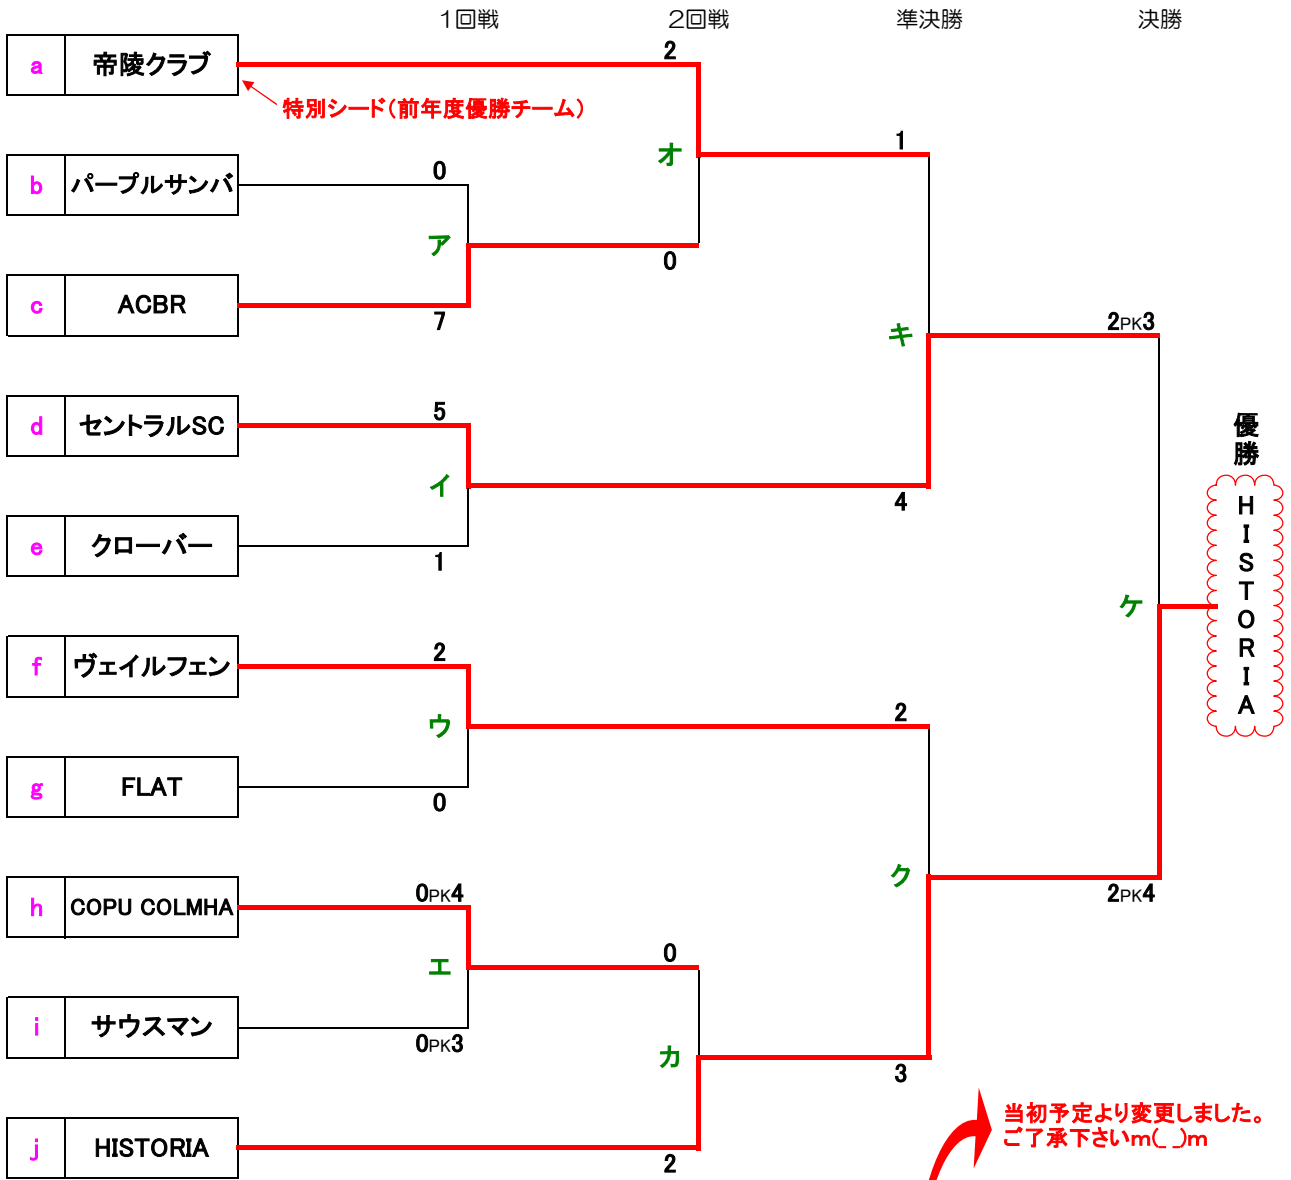 1回戦 2回戦 準決勝 決勝
2
a 帝陵クラブ
特別シード(前年度優勝チーム)
1
オ
0
b パープルサンバ
ア
0
c ACBR
7
2PK3
キ
5
d セントラルSC
優勝
イ
4
HISTORIA
e クローバー
1
ケ
2
f ヴェイルフェン
2
ウ
g FLAT
0
ク
0PK4
2PK4
h COPU COLMHA
0
エ
i サウスマン
0PK3
カ
3
当初予定より変更しました。
ご了承下さいm(_ _)m
j HISTORIA
2